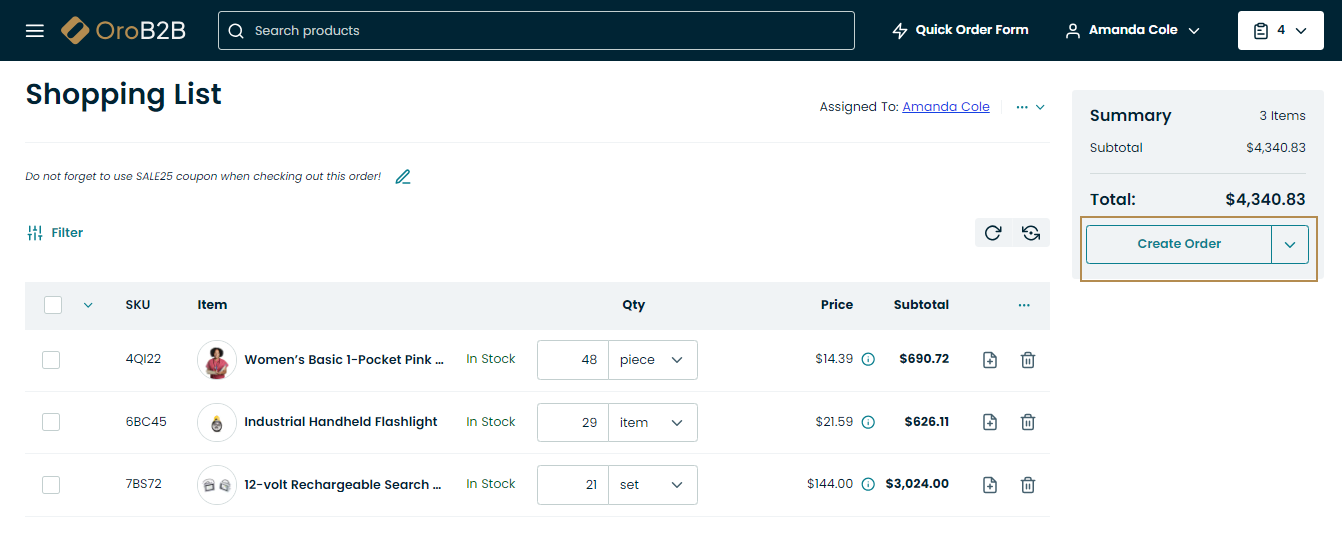 OroB2B
Search products
Quick Order Form
Amanda Cole
4
Shopping List
Assigned To: Amanda Cole
...
Summary
3 Items
Subtotal
$4,340.83
Total:
$4,340.83
Create Order
Do not forget to use SALE25 coupon when checking out this order!
Filter
SKU Item Qty Price Subtotal ...
4QI22 Women’s Basic 1-Pocket Pink ... In Stock 48 piece $14.39 $690.72
6BC45 Industrial Handheld Flashlight In Stock 29 item $21.59 $626.11
7BS72 12-volt Rechargeable Search ... In Stock 21 set $144.00 $3,024.00